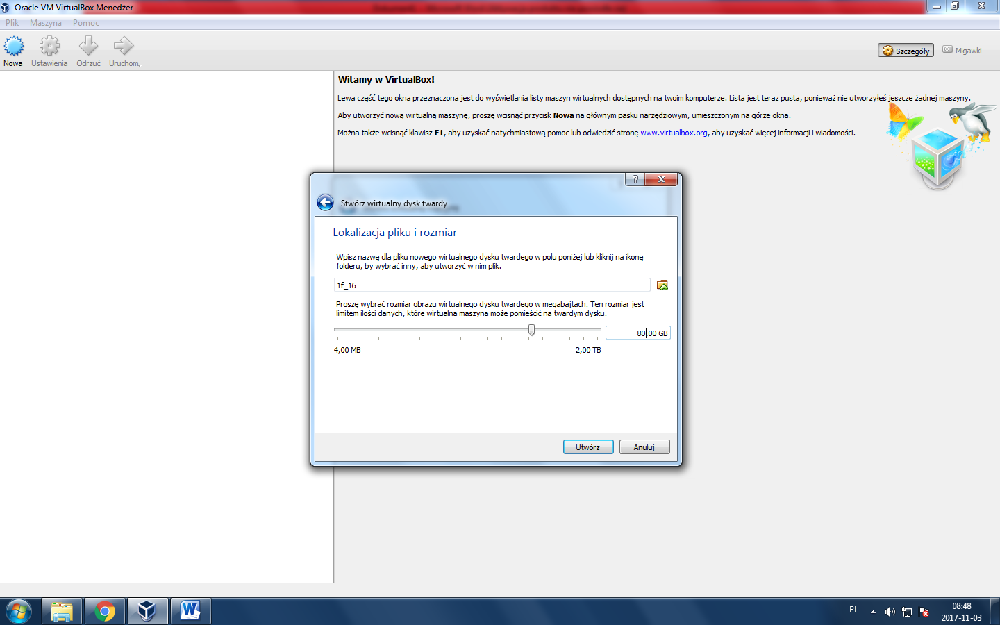 Oracle VM VirtualBox Menedżer
Plik Maszyna Pomoc
Nowa Ustawienia Odrzuć Uruchom
Szczegóły Migawki
Witamy w VirtualBox!
Lewa część tego okna przeznaczona jest do wyświetlania listy maszyn wirtualnych dostępnych na twoim komputerze. Lista jest teraz pusta, ponieważ nie utworzyłeś jeszcze żadnej maszyny.
Aby utworzyć nową wirtualną maszynę, proszę wcisnąć przycisk Nowa na głównym pasku narzędziowym, umieszczonym na górze okna.
Można także wcisnąć klawisz F1, aby uzyskać natychmiastową pomoc lub odwiedzić stronę www.virtualbox.org, aby uzyskać więcej informacji i wiadomości.
Stwórz wirtualny dysk twardy
Lokalizacja pliku i rozmiar
Wpisz nazwę dla pliku nowego wirtualnego dysku twardego w polu poniżej lub kliknij na ikonę
folderu, by wybrać inny, aby utworzyć w nim plik.
1f_16
Proszę wybrać rozmiar obrazu wirtualnego dysku twardego w megabajtach. Ten rozmiar jest
limitem ilości danych, które wirtualna maszyna może pomieścić na twardym dysku.
80,00 GB
4,00 MB 2,00 TB
Utwórz Anuluj
PL
08:48
2017-11-03